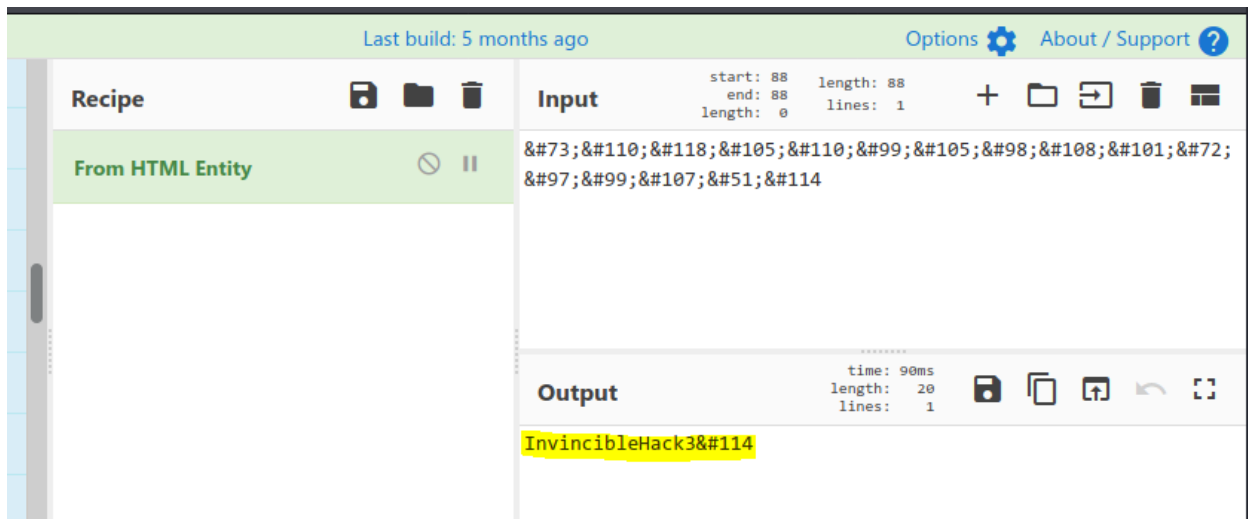 Last build: 5 months ago
Options
About / Support ?
Recipe
Input
start: 88
end: 88
length: 0
length: 88
lines: 1
From HTML Entity
&#73;&#110;&#118;&#105;&#110;&#99;&#105;&#98;&#108;&#101;&#72;
&#97;&#99;&#107;&#51;&#114
Output
time: 90ms
length: 20
lines: 1
InvincibleHack3&#114